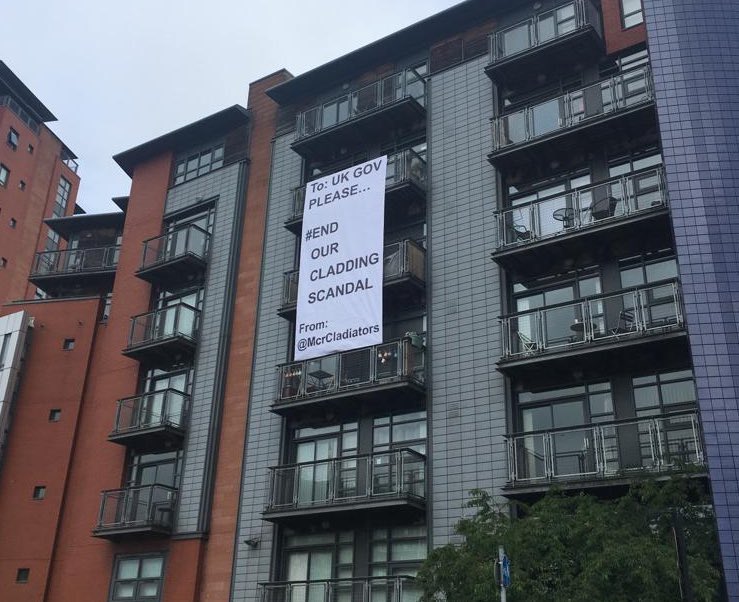 To: UK GOV
PLEASE...
#END
OUR
CLADDING
SCANDAL
From:
@McrCladiators